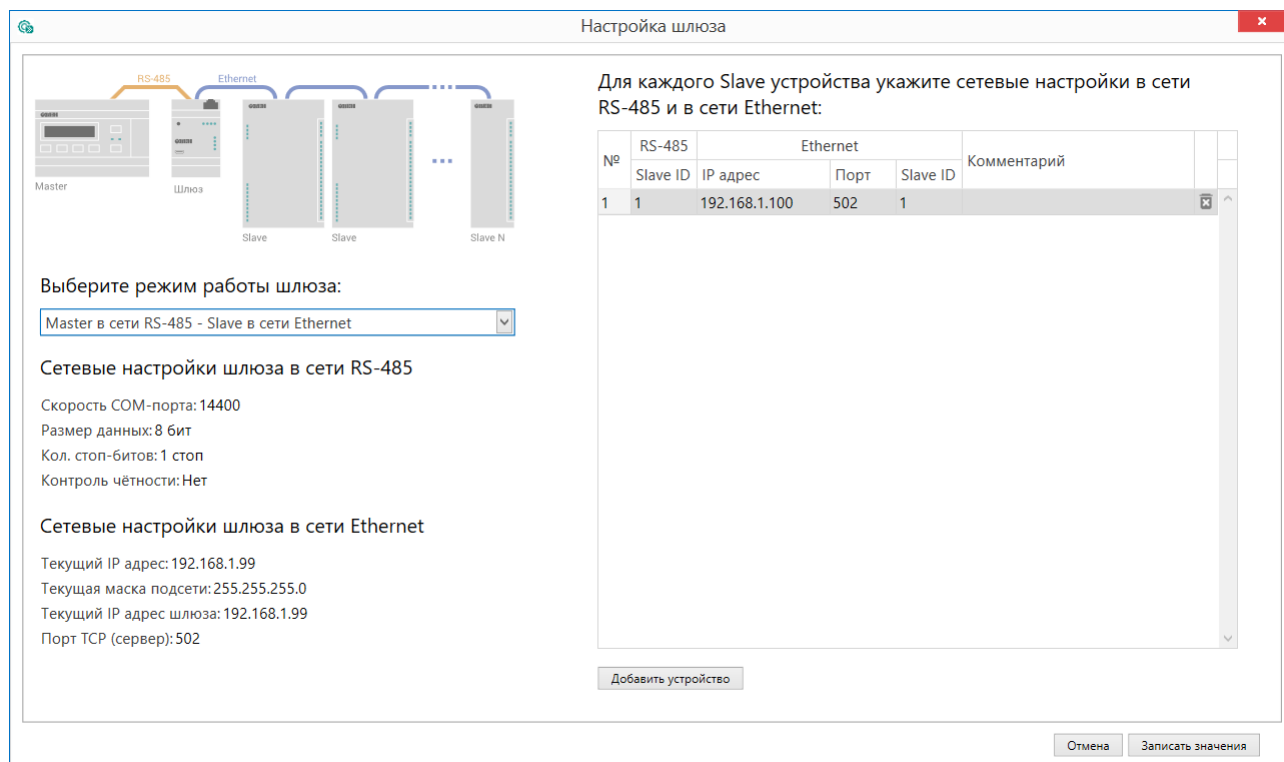 Настройка шлюза
RS-485
Ethernet
Master
Шлюз
Slave
Slave
Slave N
Выберите режим работы шлюза:
Master в сети RS-485 - Slave в сети Ethernet
Сетевые настройки шлюза в сети RS-485
Скорость COM-порта: 14400
Размер данных: 8 бит
Кол. стоп-битов: 1 стоп
Контроль чётности: Нет
Сетевые настройки шлюза в сети Ethernet
Текущий IP адрес: 192.168.1.99
Текущая маска подсети: 255.255.255.0
Текущий IP адрес шлюза: 192.168.1.99
Порт TCP (сервер): 502
Для каждого Slave устройства укажите сетевые настройки в сети
RS-485 и в сети Ethernet:
№ RS-485 Ethernet Комментарий
Slave ID IP адрес Порт Slave ID
1 1 192.168.1.100 502 1
Добавить устройство
Отмена Записать значения